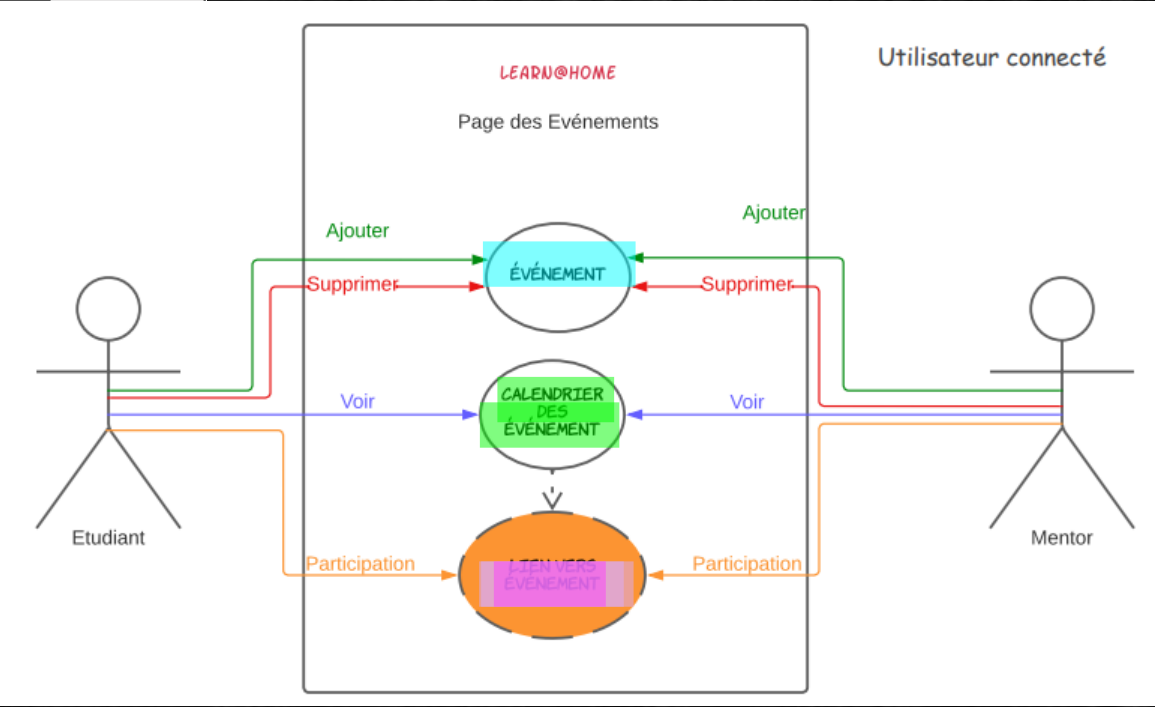 Utilisateur connecté
LEARN@HOME
Page des Evénements
Ajouter
Ajouter
ÉVÉNEMENT
Supprimer
Supprimer
CALENDRIER
DES
ÉVÉNEMENT
Voir
Voir
Etudiant
Mentor
LIEN VERS
ÉVÉNEMENT
Participation
Participation